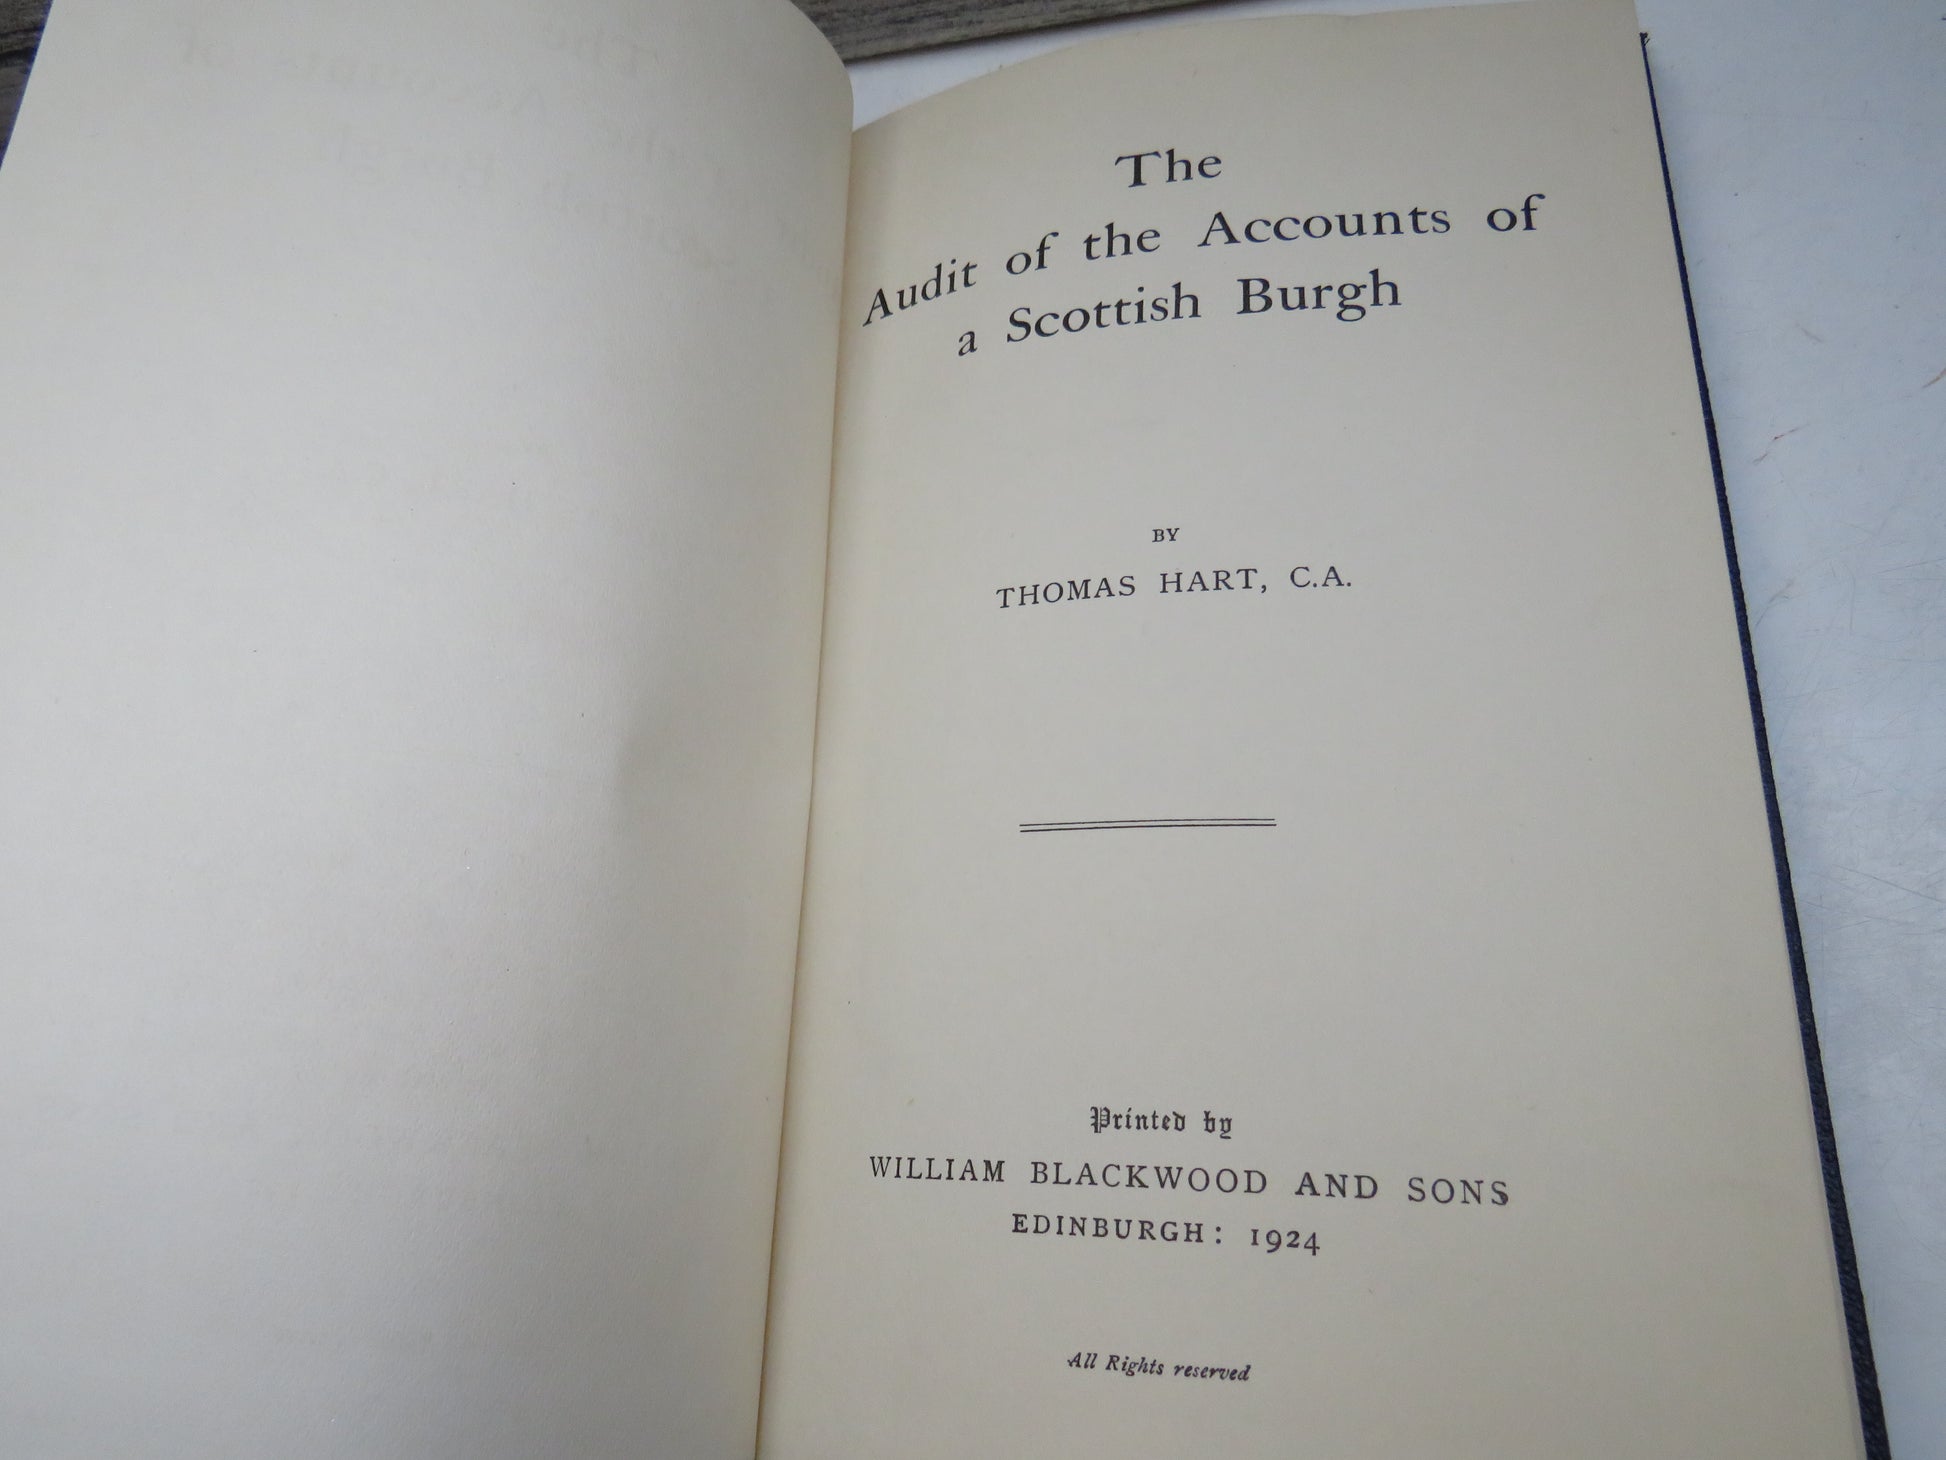 The
Audit of the Accounts of
a Scottish Burgh
BY
THOMAS HART, C.A.
Printed by
WILLIAM BLACKWOOD AND SONS
EDINBURGH: 1924
All Rights reserved